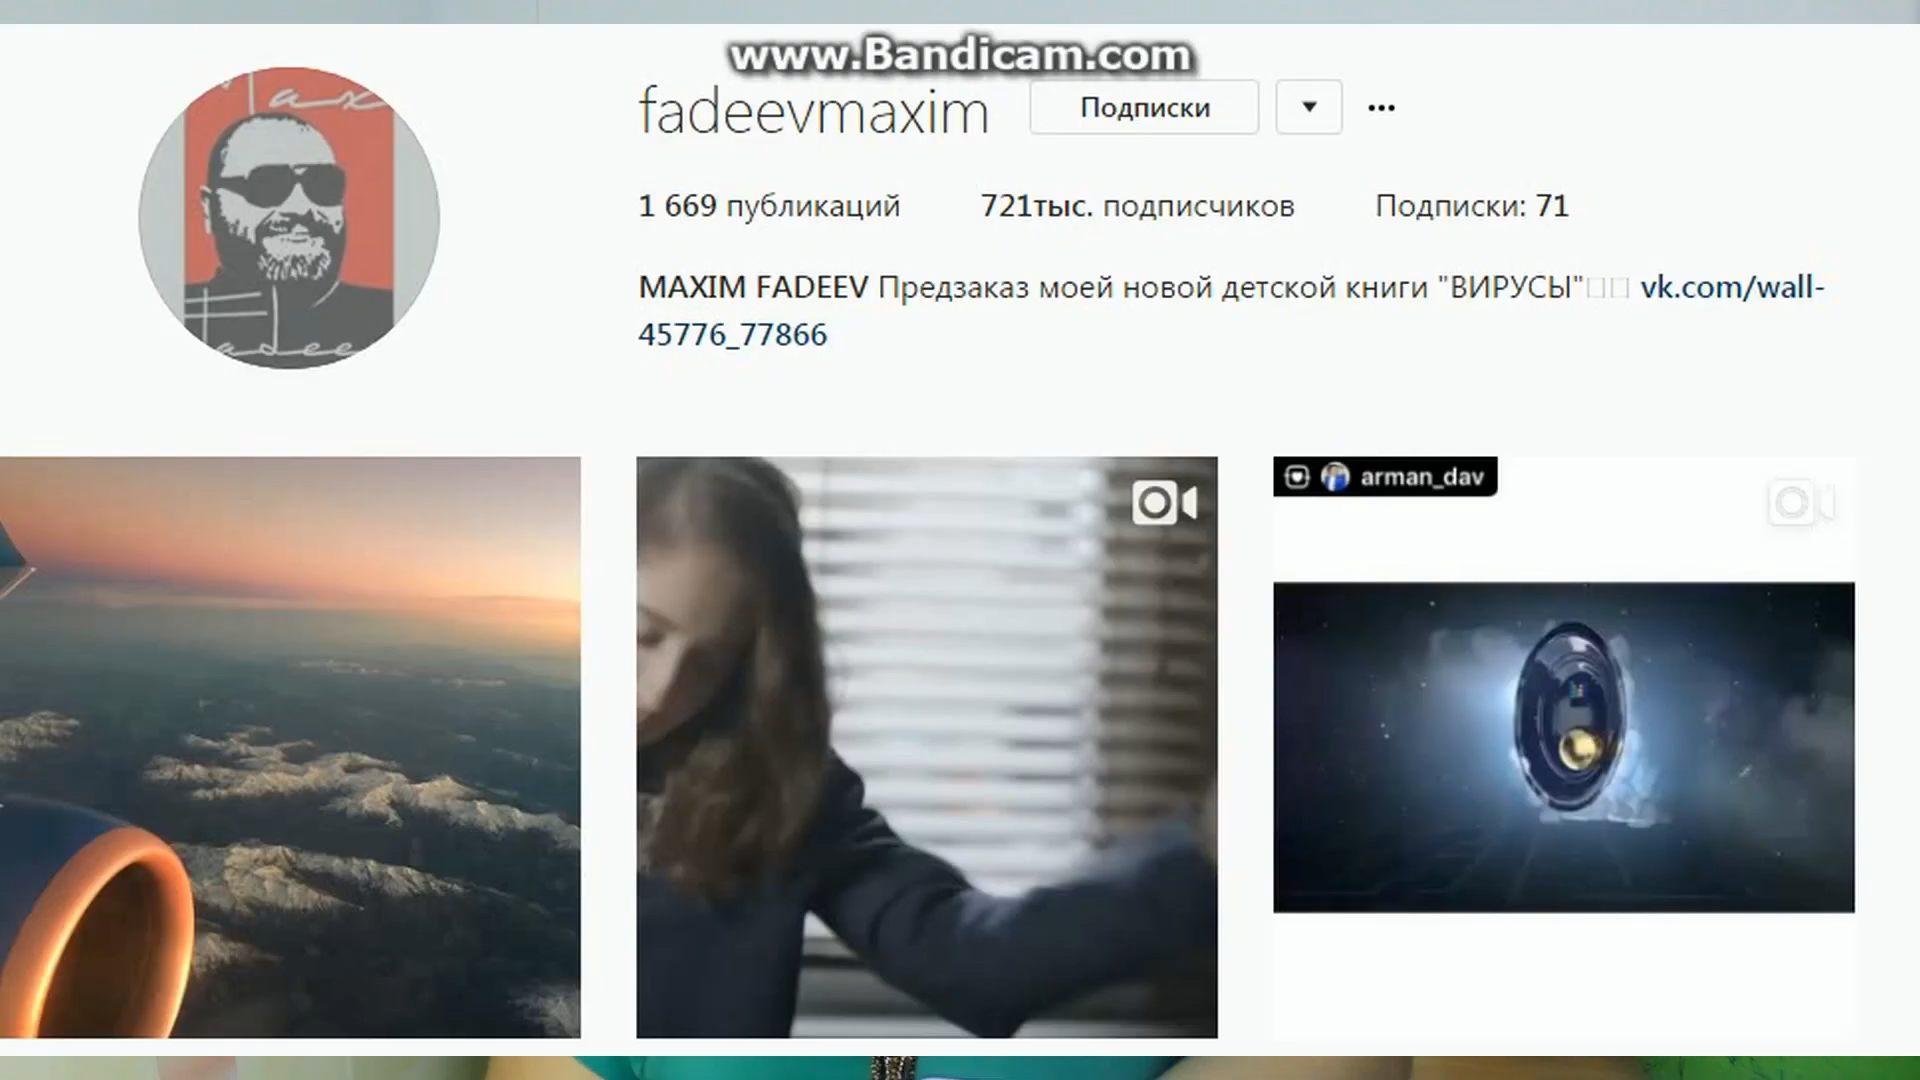 www.Bandicam.com
fadeevmaxim Подписки
1 669 публикаций 721тыс. подписчиков Подписки: 71
MAXIM FADEEV Предзаказ моей новой детской книги "ВИРУСЫ" vk.com/wall-
45776_77866
arman_dav